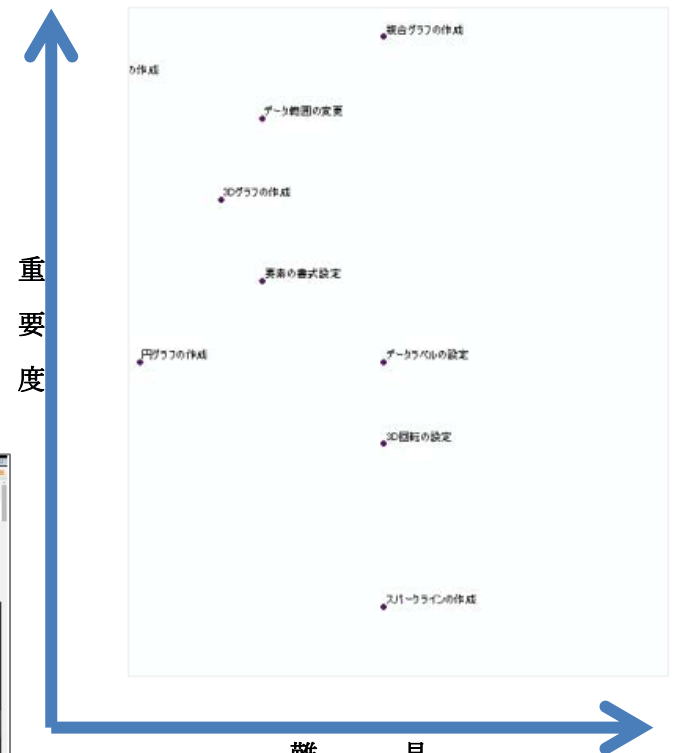 複合グラフの作成
の作成
データ範囲の変更
3Dグラフの作成
要素の書式設定
円グラフの作成
データラベルの設定
3D回転の設定
スパークラインの作成
重
要
度
難